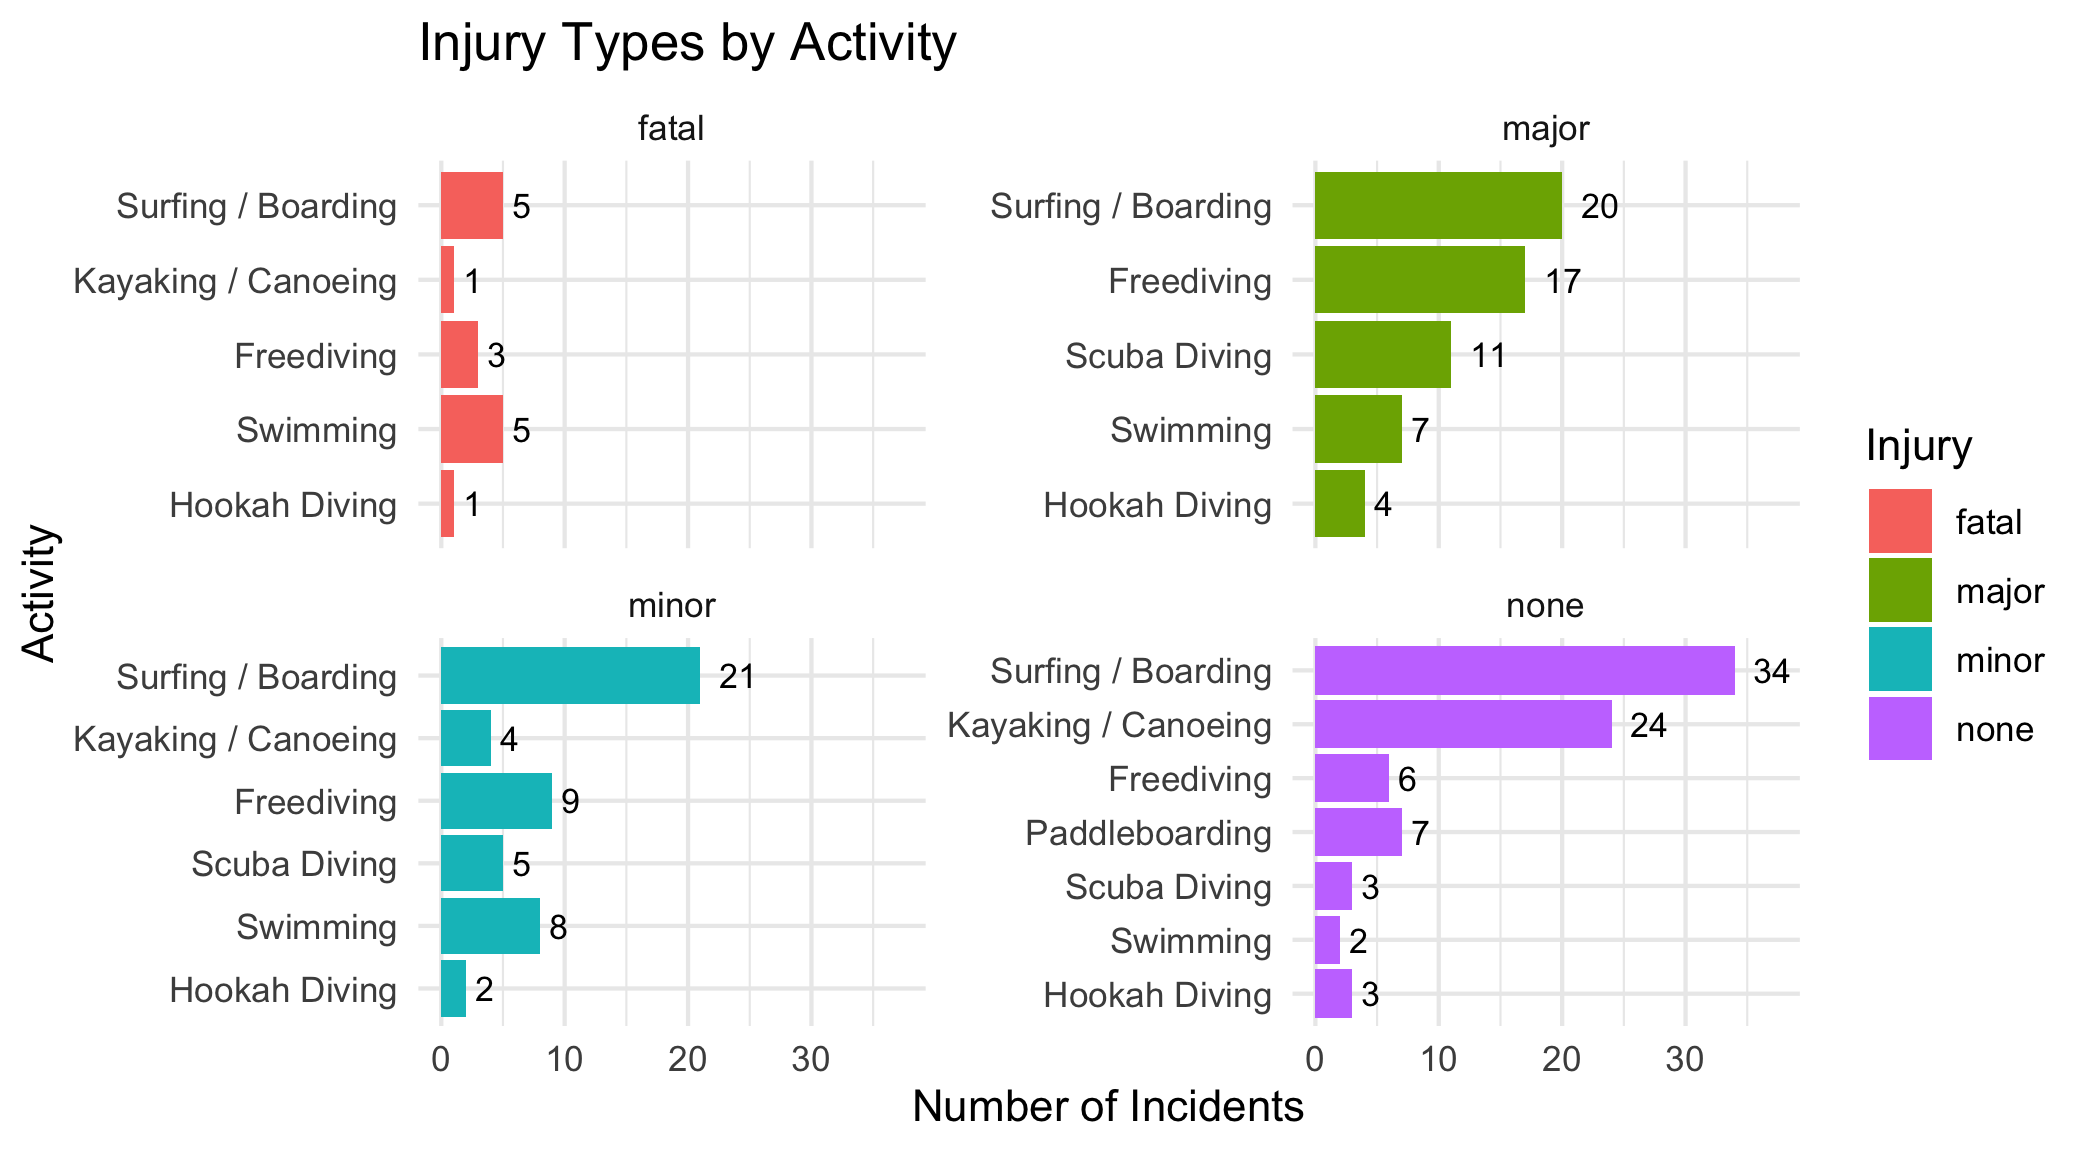 Injury Types by Activity
fatal
Surfing / Boarding 5
Kayaking / Canoeing 1
Freediving 3
Swimming 5
Hookah Diving 1
major
Surfing / Boarding 20
Freediving 17
Scuba Diving 11
Swimming 7
Hookah Diving 4
minor
Surfing / Boarding 21
Kayaking / Canoeing 4
Freediving 9
Scuba Diving 5
Swimming 8
Hookah Diving 2
0 10 20 30
none
Surfing / Boarding 34
Kayaking / Canoeing 24
Freediving 6
Paddleboarding 7
Scuba Diving 3
Swimming 2
Hookah Diving 3
0 10 20 30
Number of Incidents
Activity
Injury
fatal
major
minor
none